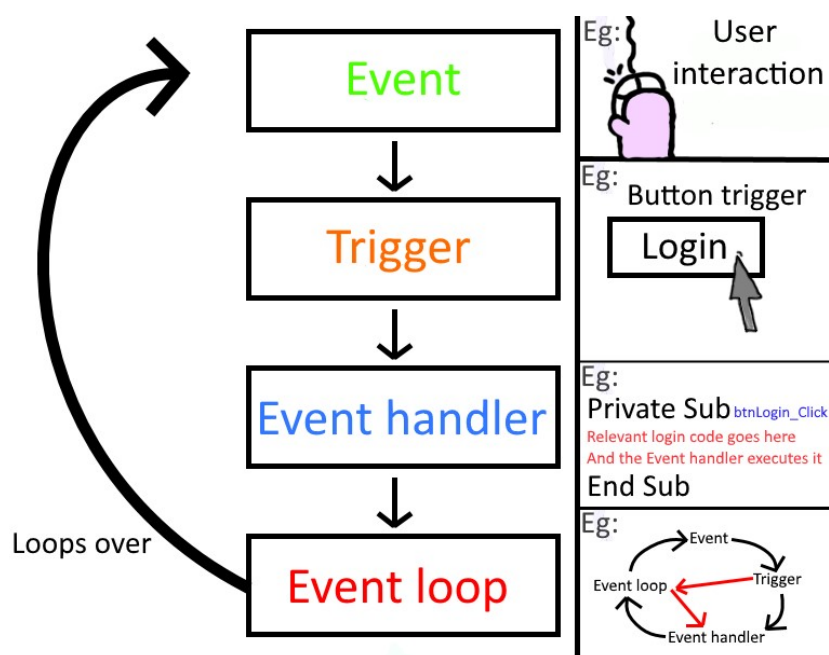 Event
Eg:
User
interaction
Trigger
Eg:
Button trigger
Login
Event handler
Eg:
Private Sub btnLogin_Click
Relevant login code goes here
And the Event handler executes it
End Sub
Loops over
Event loop
Eg:
Event
Trigger
Event loop
Event handler